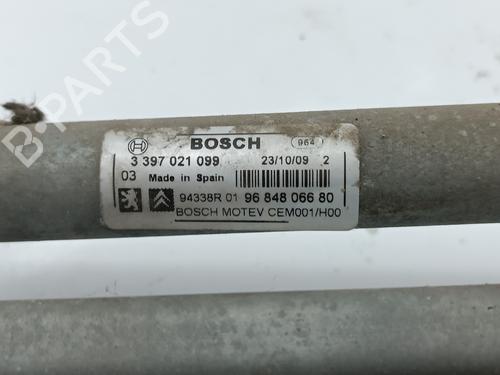 BOSCH 964
3 397 021 099 23/10/09 2
03 Made in Spain
94338R 01 96 848 066 80
BOSCH MOTEV CEM001/H00
B-PARTS